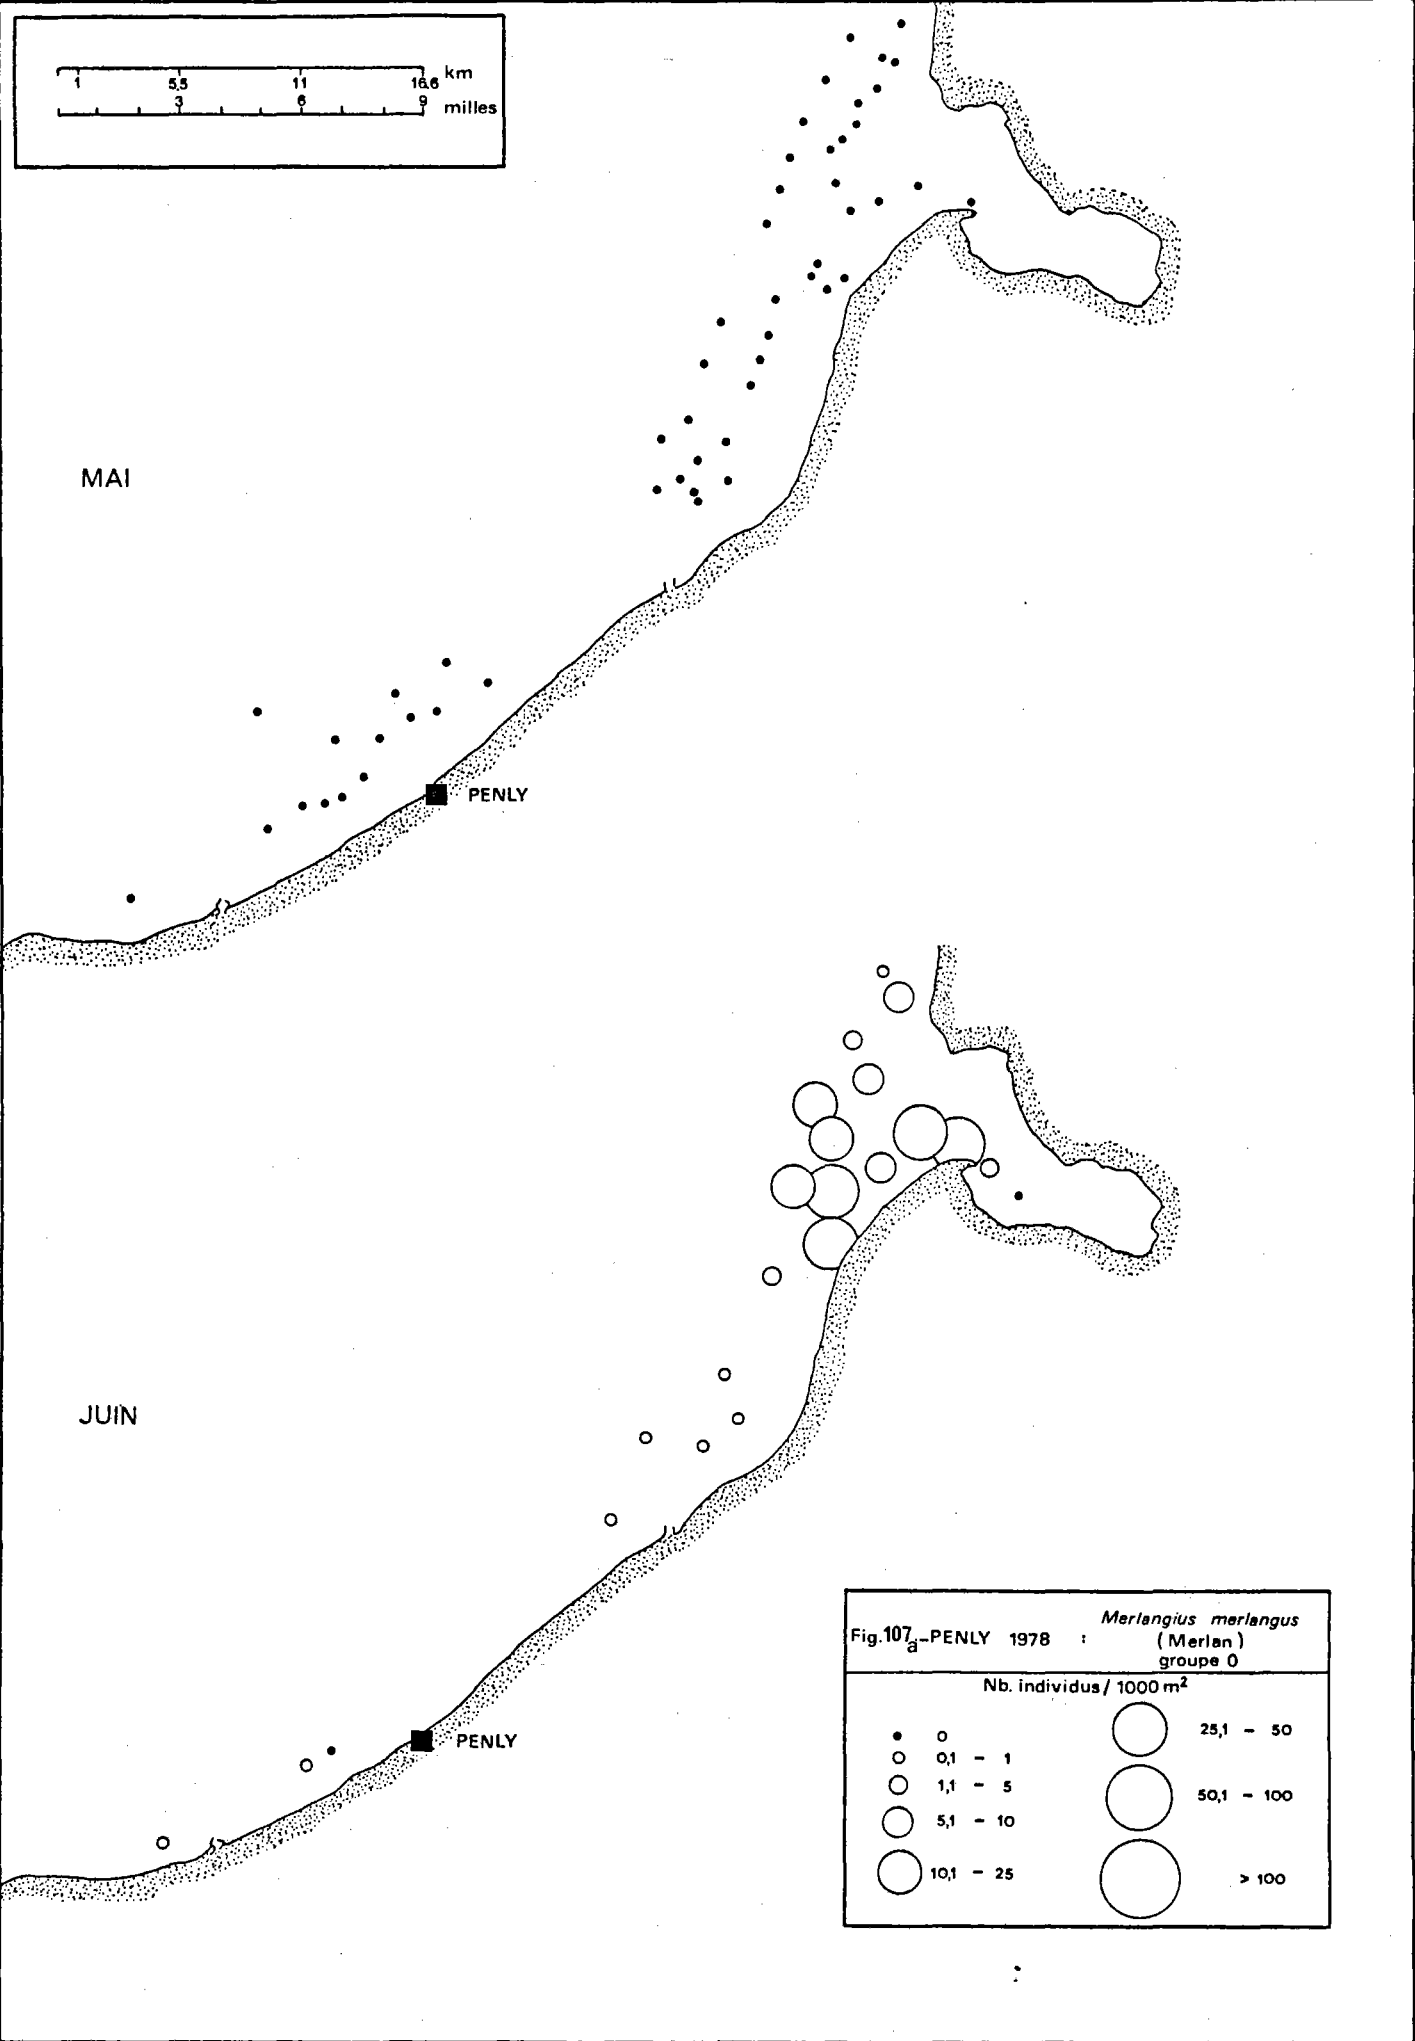 km
1 5,5 11 16.6
3 6 9
milles
MAI
PENLY
JUIN
PENLY
Fig.107a-PENLY 1978 : Merlangius merlangus
(Merlan)
groupe 0
Nb. individus/ 1000 m²
0
0,1 - 1
1,1 - 5
5,1 - 10
10,1 - 25
25,1 - 50
50,1 - 100
> 100